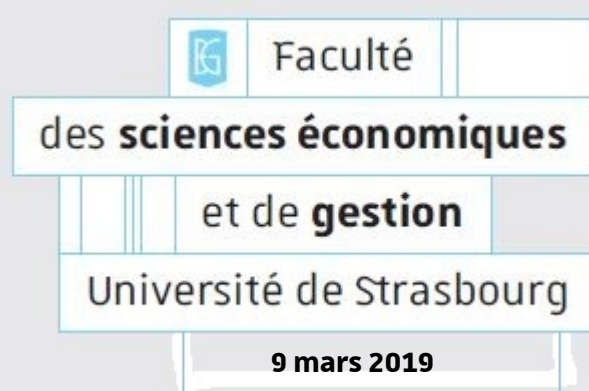 Faculté
des sciences économiques
et de gestion
Université de Strasbourg
9 mars 2019